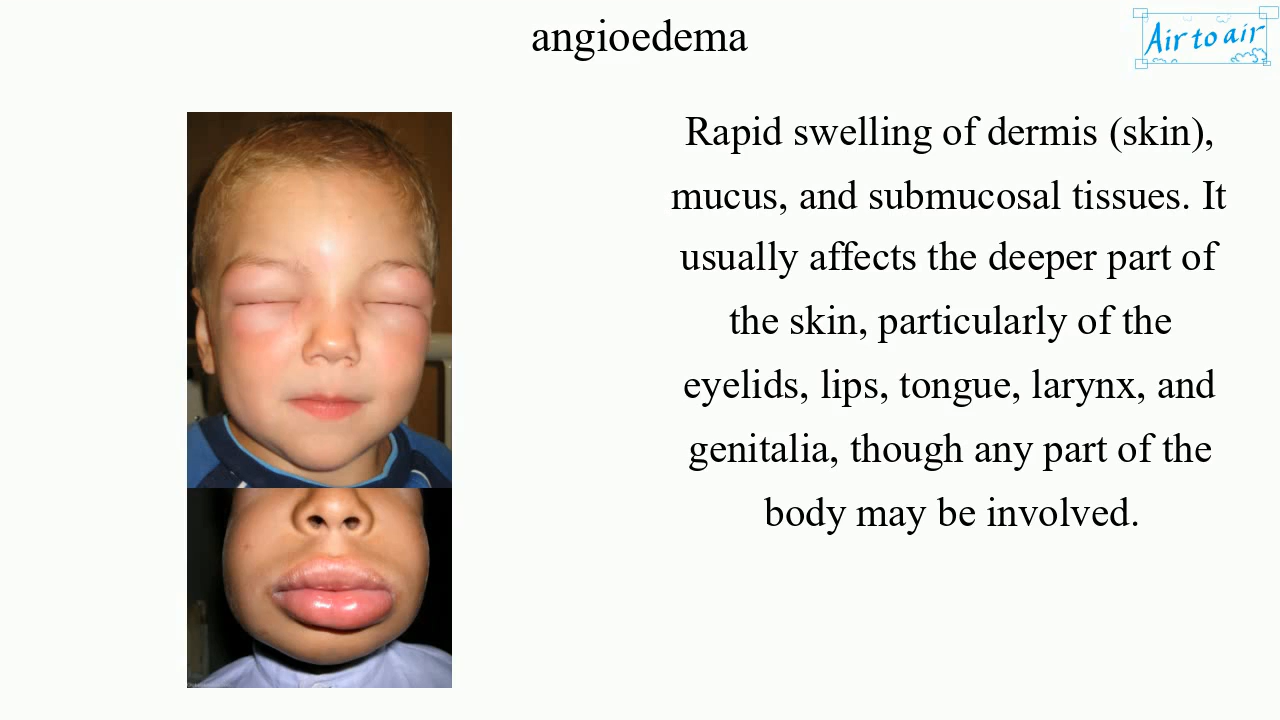 angioedema
Air to air
Rapid swelling of dermis (skin),
mucus, and submucosal tissues. It
usually affects the deeper part of
the skin, particularly of the
eyelids, lips, tongue, larynx, and
genitalia, though any part of the
body may be involved.